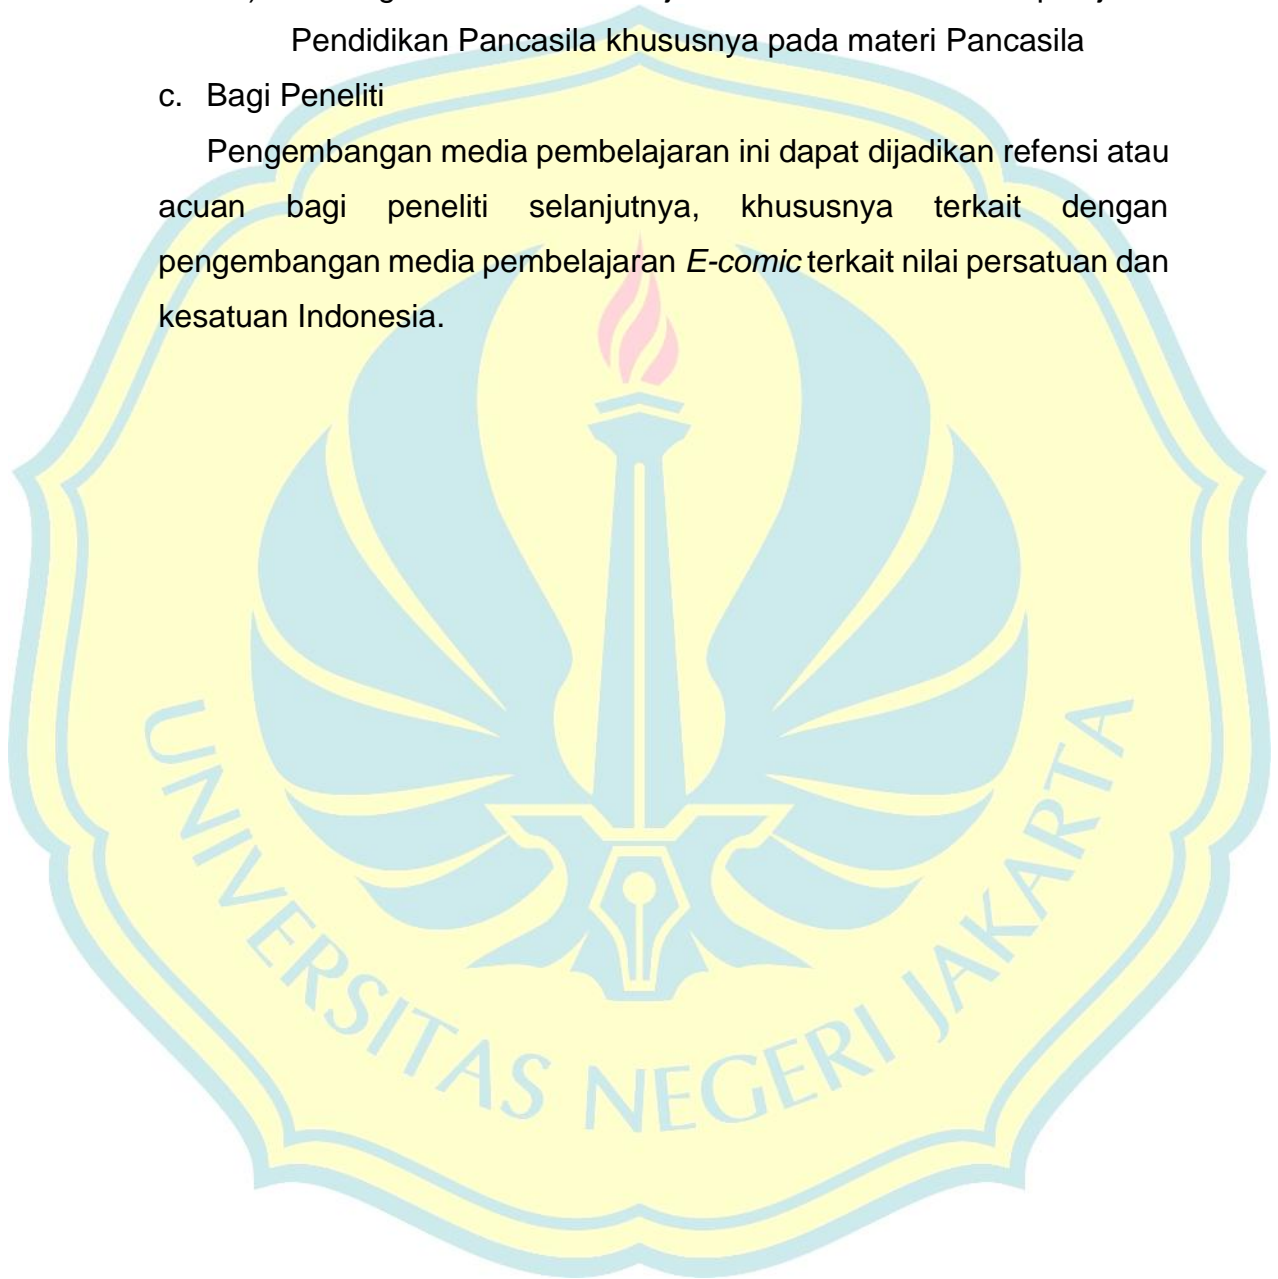 Pendidikan Pancasila khususnya pada materi Pancasila
c. Bagi Peneliti
Pengembangan media pembelajaran ini dapat dijadikan refensi atau
acuan bagi peneliti selanjutnya, khususnya terkait dengan
pengembangan media pembelajaran E-comic terkait nilai persatuan dan
kesatuan Indonesia.
UNIVERSITAS NEGERI JAKARTA